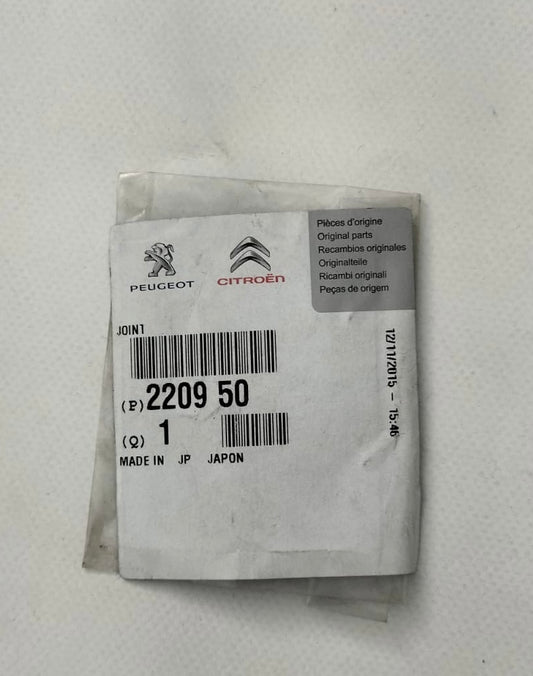 PEUGEOT
CITROËN
Pièces d'origine
Original parts
Recambios originales
Originalteile
Ricambi originali
Peças de origem
JOINT
(P) 2209 50
(Q) 1
MADE IN JP JAPON
12/11/2015 - 15:46